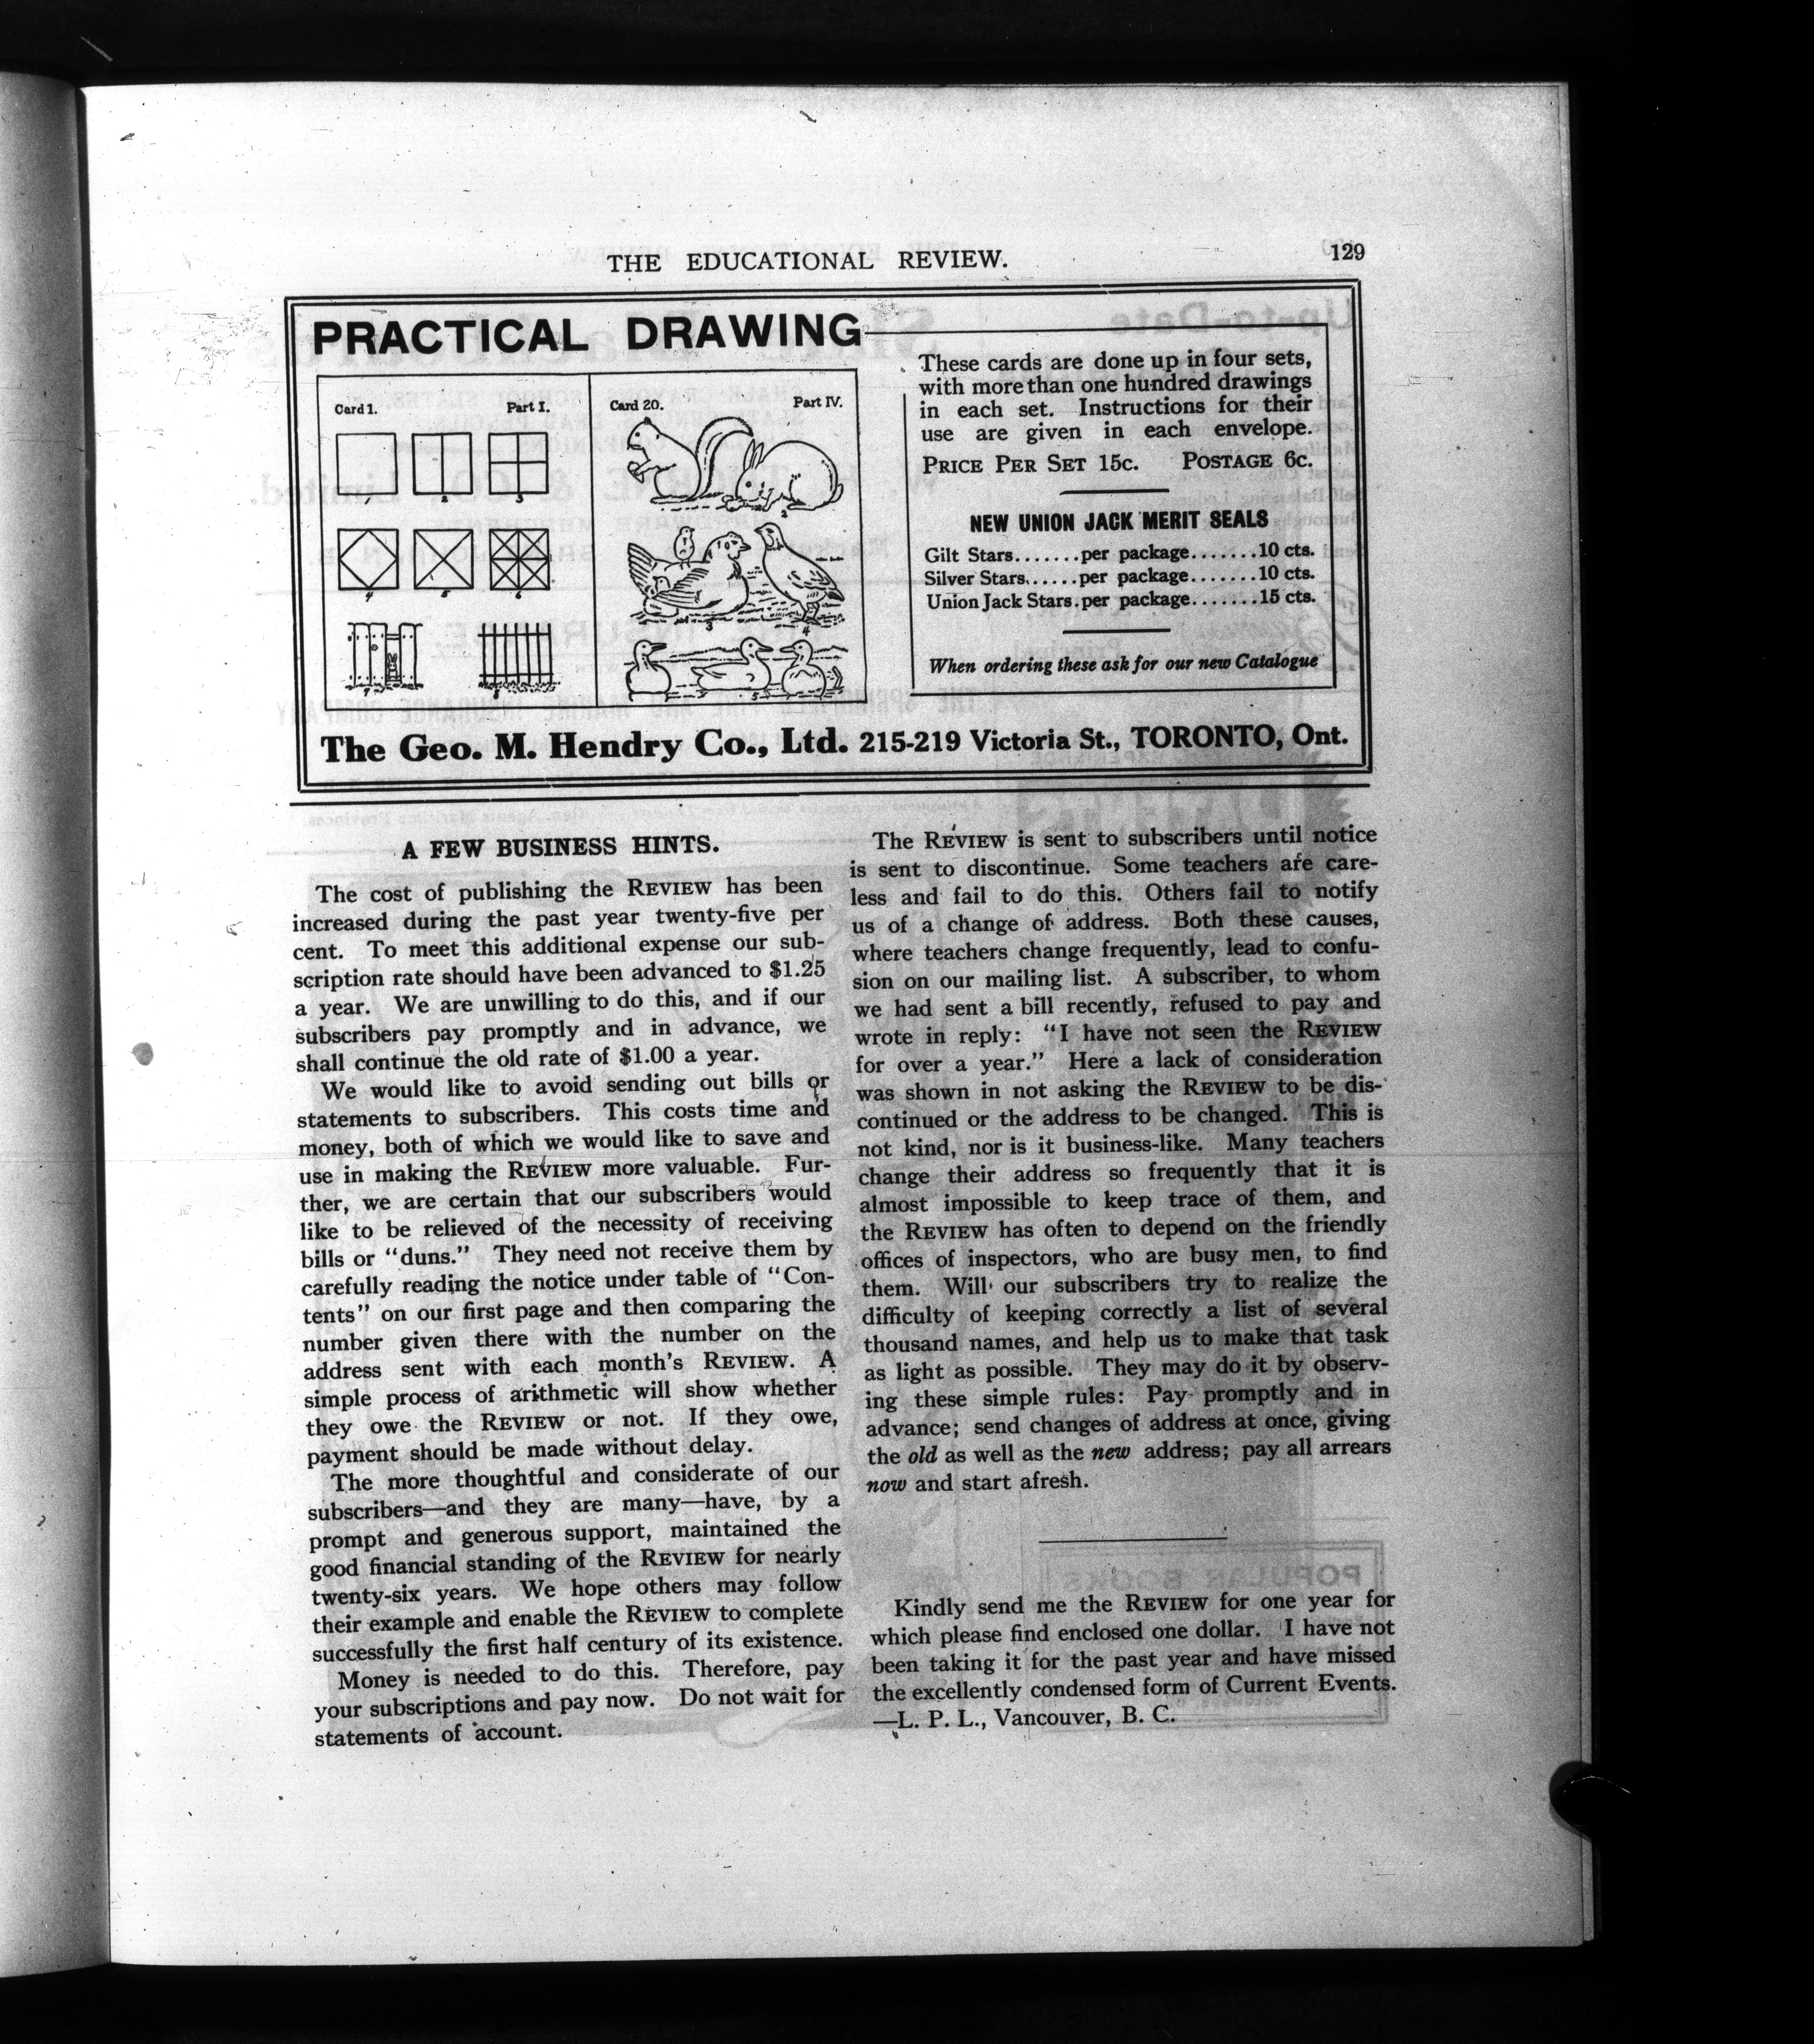 THE EDUCATIONAL REVIEW.
129
PRACTICAL DRAWING
Card 1.
Part I.
1
2
3
4
5
6
7
8
Card 20.
Part IV.
2
3
4
5
These cards are done up in four sets,
with more than one hundred drawings
in each set. Instructions for their
use are given in each envelope.
PRICE PER SET 15c. POSTAGE 6c.
NEW UNION JACK MERIT SEALS
Gilt Stars.......per package.......10 cts.
Silver Stars......per package.......10 cts.
Union Jack Stars.per package.......15 cts.
When ordering these ask for our new Catalogue
The Geo. M. Hendry Co., Ltd. 215-219 Victoria St., TORONTO, Ont.
A FEW BUSINESS HINTS.
The cost of publishing the REVIEW has been
increased during the past year twenty-five per
cent. To meet this additional expense our sub-
scription rate should have been advanced to $1.25
a year. We are unwilling to do this, and if our
subscribers pay promptly and in advance, we
shall continue the old rate of $1.00 a year.
We would like to avoid sending out bills or
statements to subscribers. This costs time and
money, both of which we would like to save and
use in making the REVIEW more valuable. Fur-
ther, we are certain that our subscribers would
like to be relieved of the necessity of receiving
bills or "duns." They need not receive them by
carefully reading the notice under table of "Con-
tents" on our first page and then comparing the
number given there with the number on the
address sent with each month's REVIEW. A
simple process of arithmetic will show whether
they owe the REVIEW or not. If they owe,
payment should be made without delay.
The more thoughtful and considerate of our
subscribers—and they are many—have, by a
prompt and generous support, maintained the
good financial standing of the REVIEW for nearly
twenty-six years. We hope others may follow
their example and enable the REVIEW to complete
successfully the first half century of its existence.
Money is needed to do this. Therefore, pay
your subscriptions and pay now. Do not wait for
statements of account.
The REVIEW is sent to subscribers until notice
is sent to discontinue. Some teachers are care-
less and fail to do this. Others fail to notify
us of a change of address. Both these causes,
where teachers change frequently, lead to confu-
sion on our mailing list. A subscriber, to whom
we had sent a bill recently, refused to pay and
wrote in reply: "I have not seen the REVIEW
for over a year." Here a lack of consideration
was shown in not asking the REVIEW to be dis-
continued or the address to be changed. This is
not kind, nor is it business-like. Many teachers
change their address so frequently that it is
almost impossible to keep trace of them, and
the REVIEW has often to depend on the friendly
offices of inspectors, who are busy men, to find
them. Will our subscribers try to realize the
difficulty of keeping correctly a list of several
thousand names, and help us to make that task
as light as possible. They may do it by observ-
ing these simple rules: Pay promptly and in
advance; send changes of address at once, giving
the old as well as the new address; pay all arrears
now and start afresh.
Kindly send me the REVIEW for one year for
which please find enclosed one dollar. I have not
been taking it for the past year and have missed
the excellently condensed form of Current Events.
—L. P. L., Vancouver, B. C.